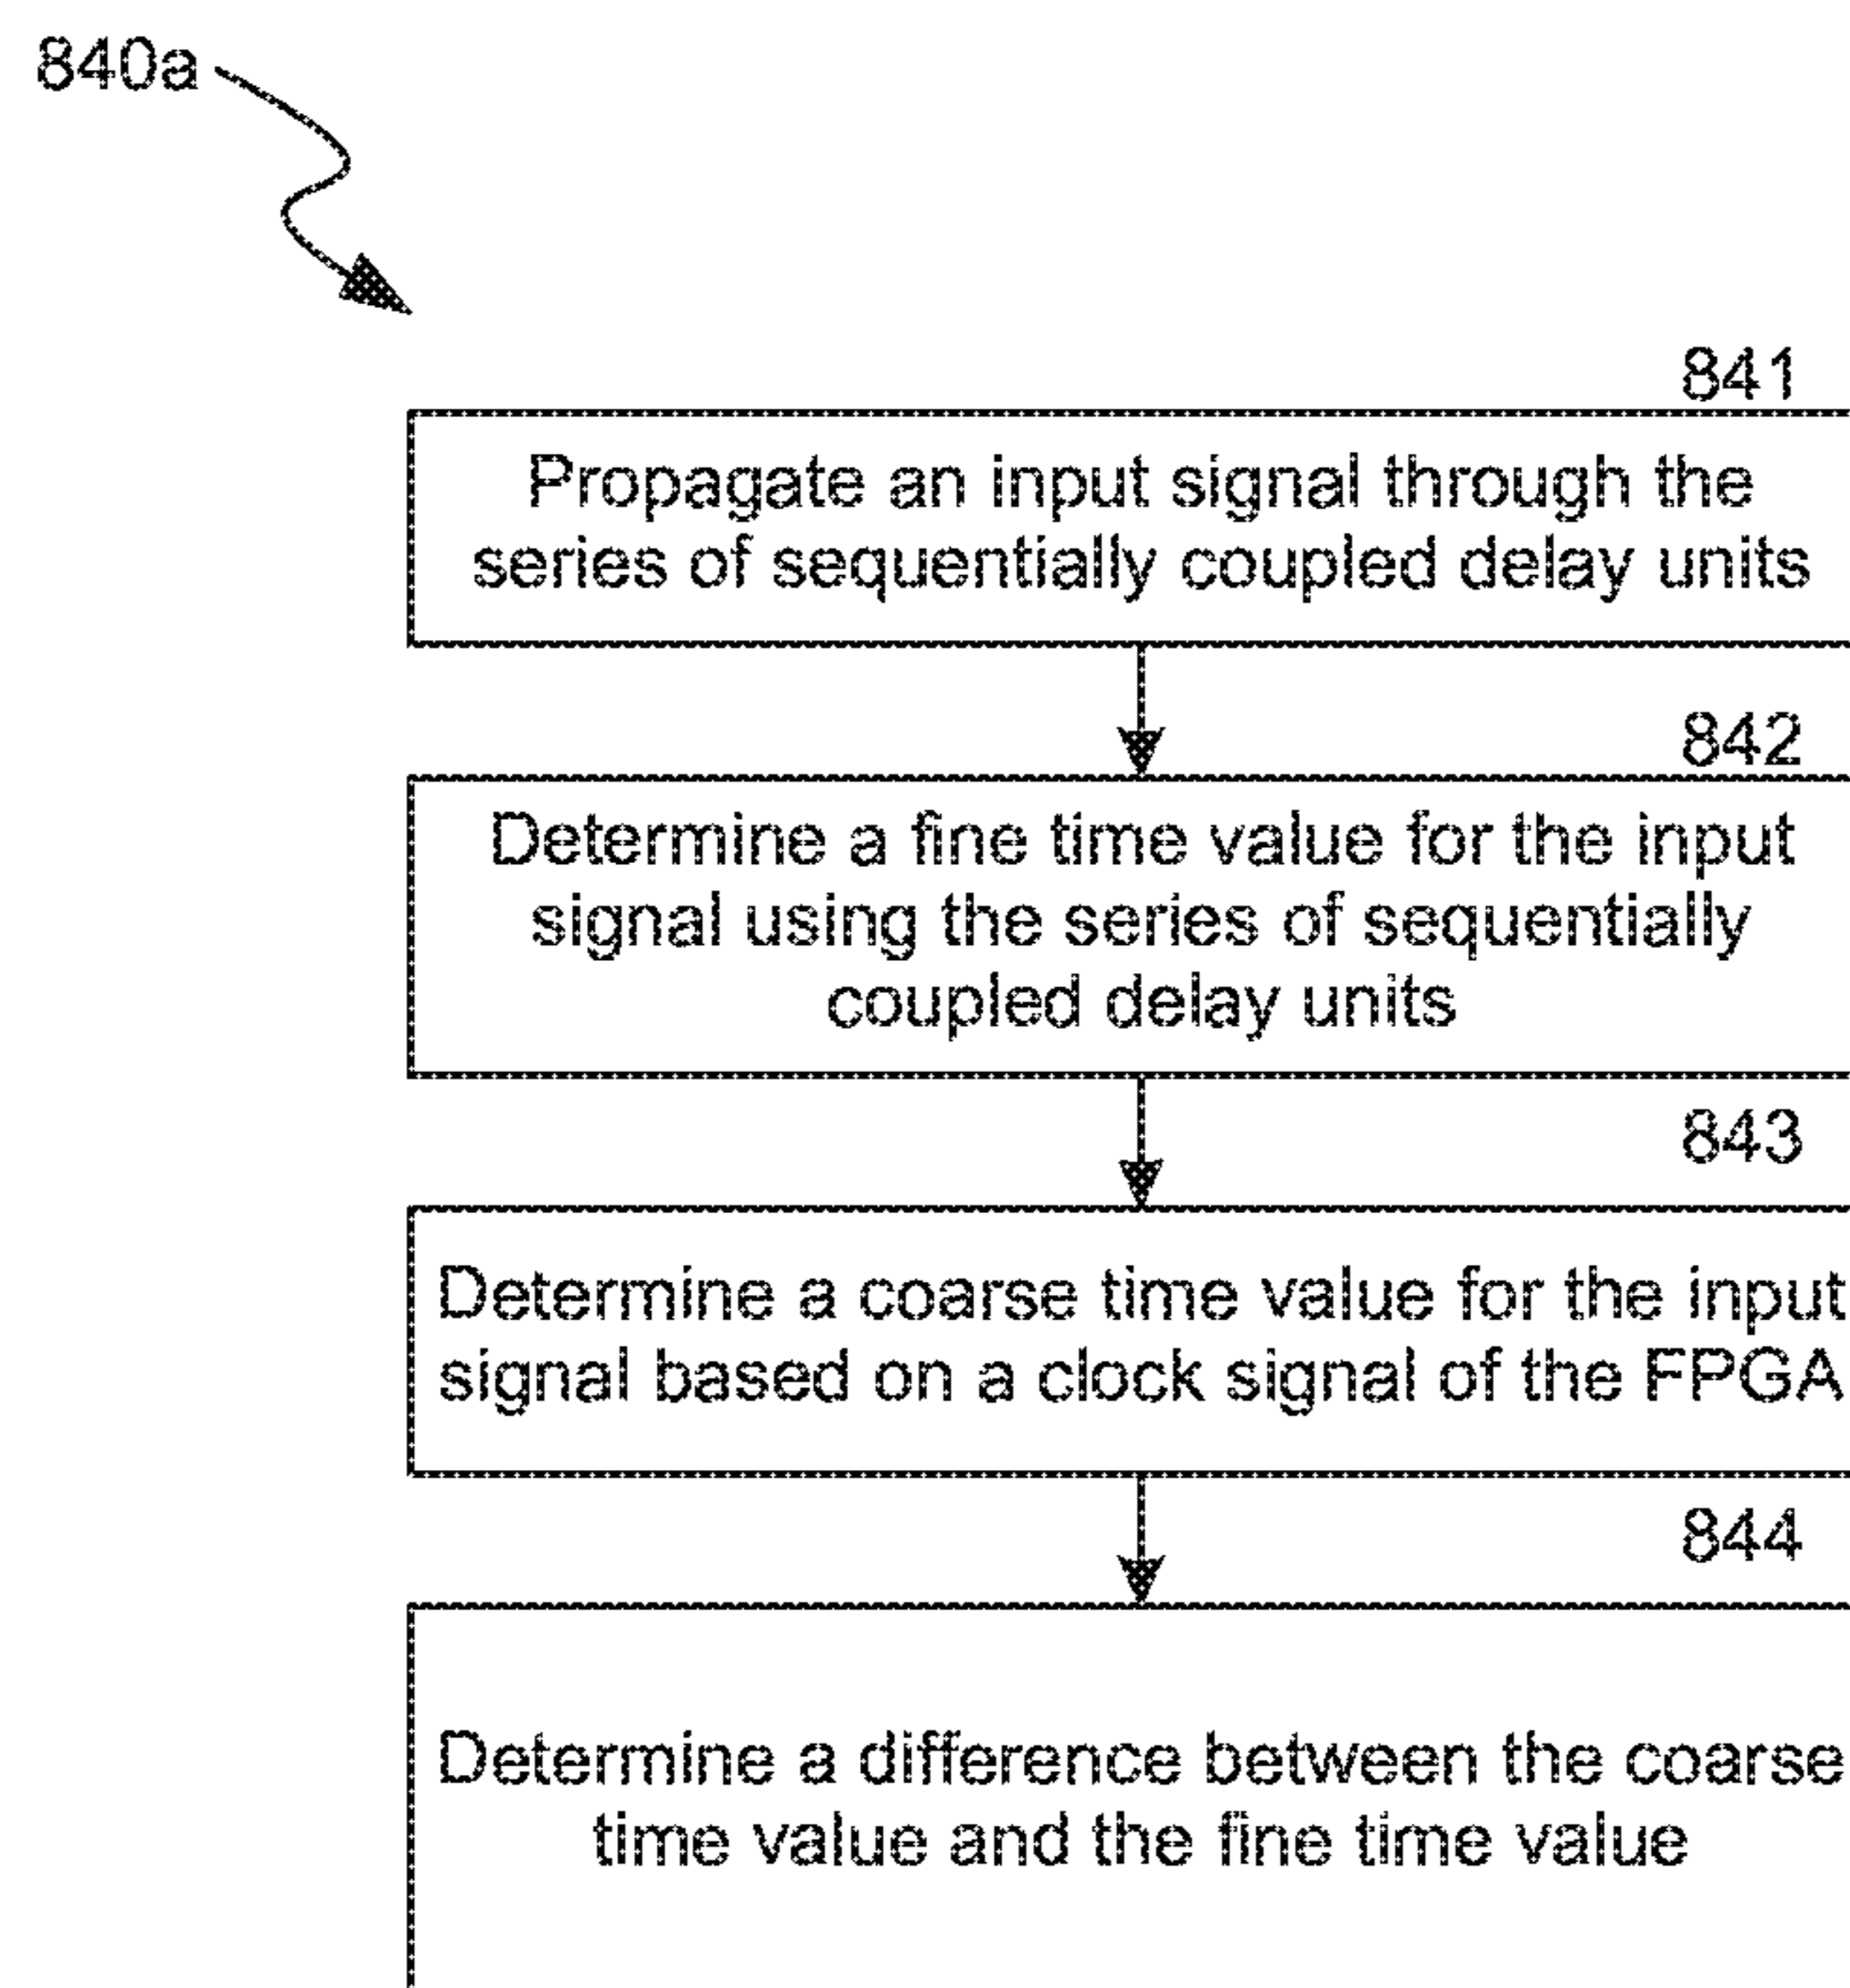 840a
841
Propagate an input signal through the
series of sequentially coupled delay units
842
Determine a fine time value for the input
signal using the series of sequentially
coupled delay units
843
Determine a coarse time value for the input
signal based on a clock signal of the FPGA
844
Determine a difference between the coarse
time value and the fine time value